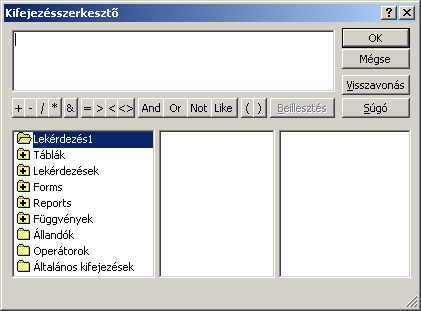 Kifejezésszerkesztő
OK
Mégse
Visszavonás
+ - / * & = > < <> And Or Not Like ( ) Beillesztés Súgó
Lekérdezés1
Táblák
Lekérdezések
Forms
Reports
Függvények
Állandók
Operátorok
Általános kifejezések